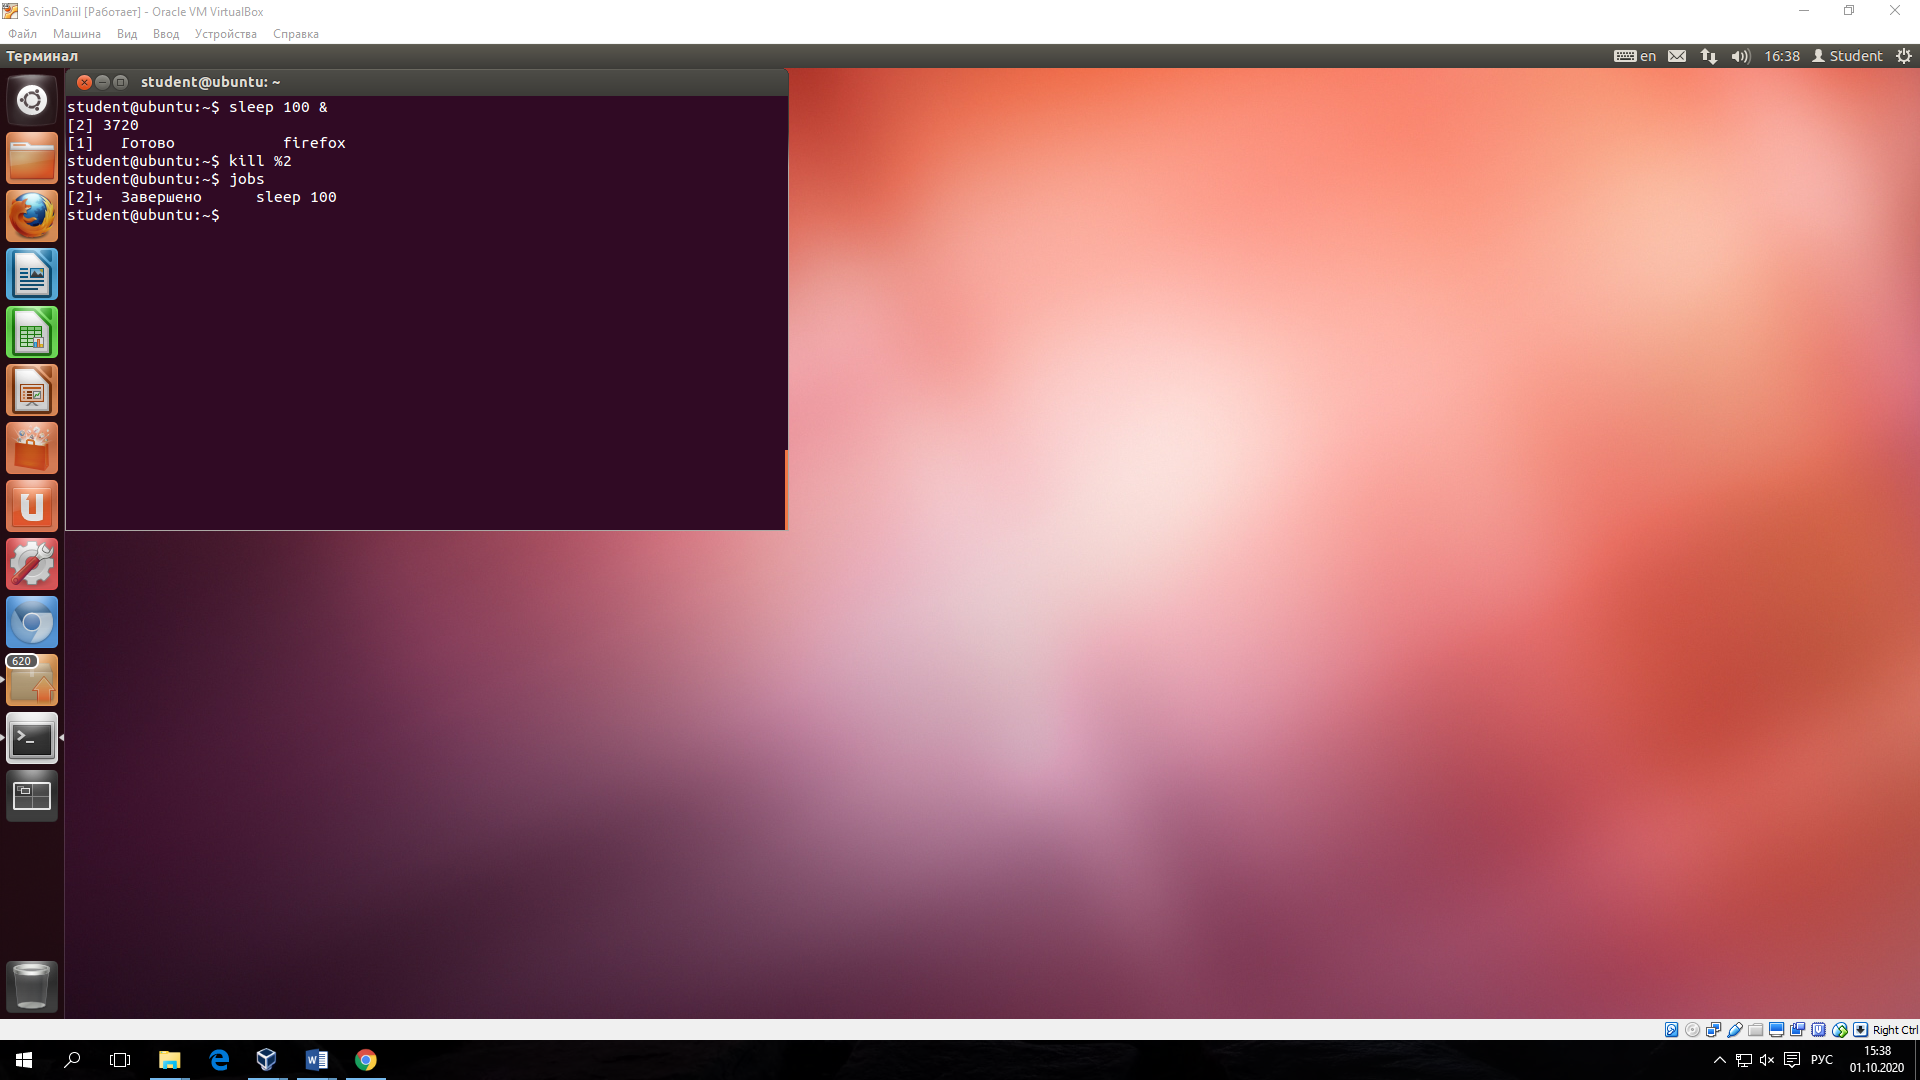 SavinDaniil [Работает] - Oracle VM VirtualBox
Файл Машина Вид Ввод Устройства Справка
Терминал en 16:38 Student
student@ubuntu: ~
student@ubuntu:~$ sleep 100 &
[2] 3720
[1]   Готово            firefox
student@ubuntu:~$ kill %2
student@ubuntu:~$ jobs
[2]+  Завершено      sleep 100
student@ubuntu:~$
620
Right Ctrl
РУС 15:38
01.10.2020